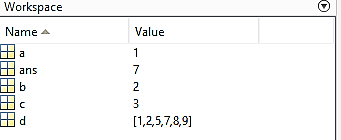 Workspace
Name Value
a 1
ans 7
b 2
c 3
d [1,2,5,7,8,9]